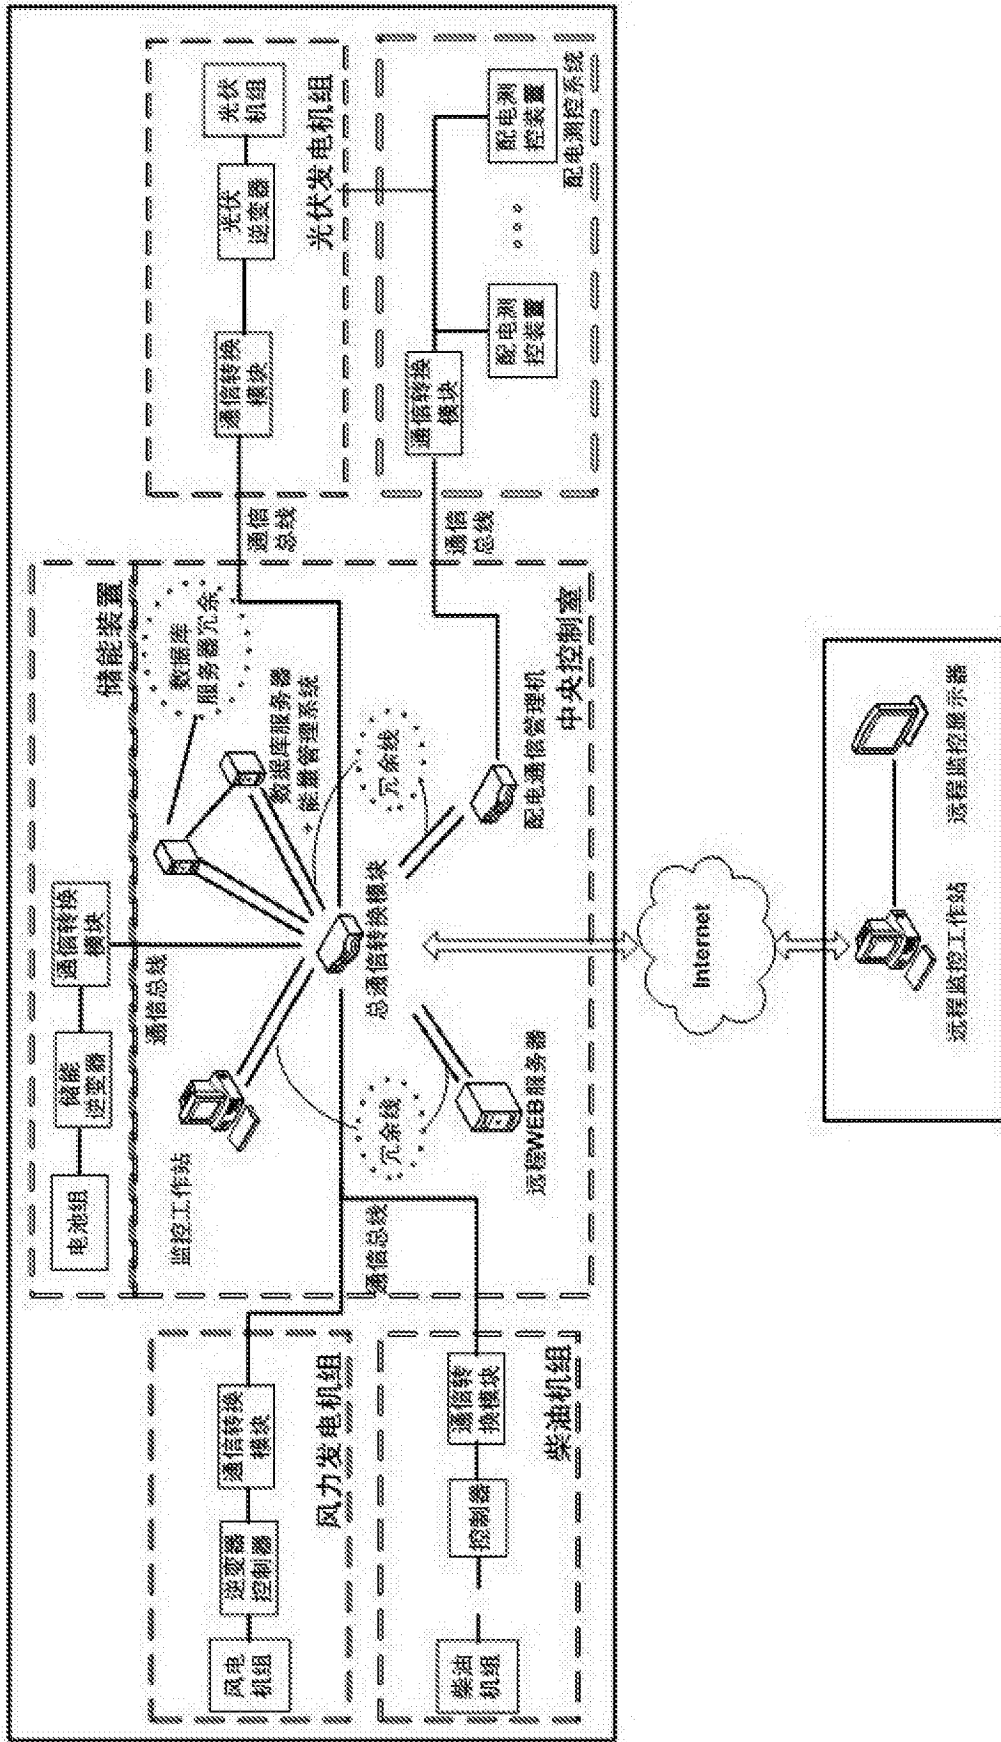 电池组
储能
逆变器
通信转换
模块
储能装置
通信总线
风电
机组
逆变器
控制器
通信转换
模块
风力发电机组
柴油
机组
控制器
通信转
换模块
柴油机组
通信总线
监控工作站
数据库
服务器冗余
数据库服务器
+能量管理系统
冗余线
冗余线
总通信转换模块
远程WEB服务器
配电通信管理机
中央控制室
通信
总线
通信
总线
通信转换
模块
光伏
逆变器
光伏
机组
光伏发电机组
通信转换
模块
配电测
控装置
配电测
控装置
配电测控系统
Internet
远程监控工作站
远程监控显示器